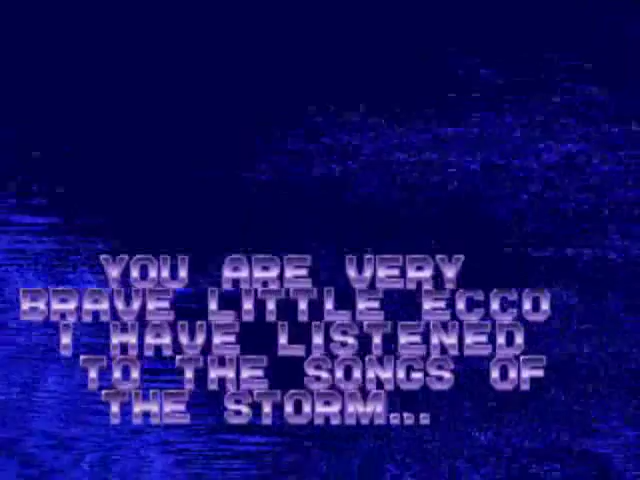 YOU ARE VERY
BRAVE LITTLE ECCO
I HAVE LISTENED
TO THE SONGS OF
THE STORM...